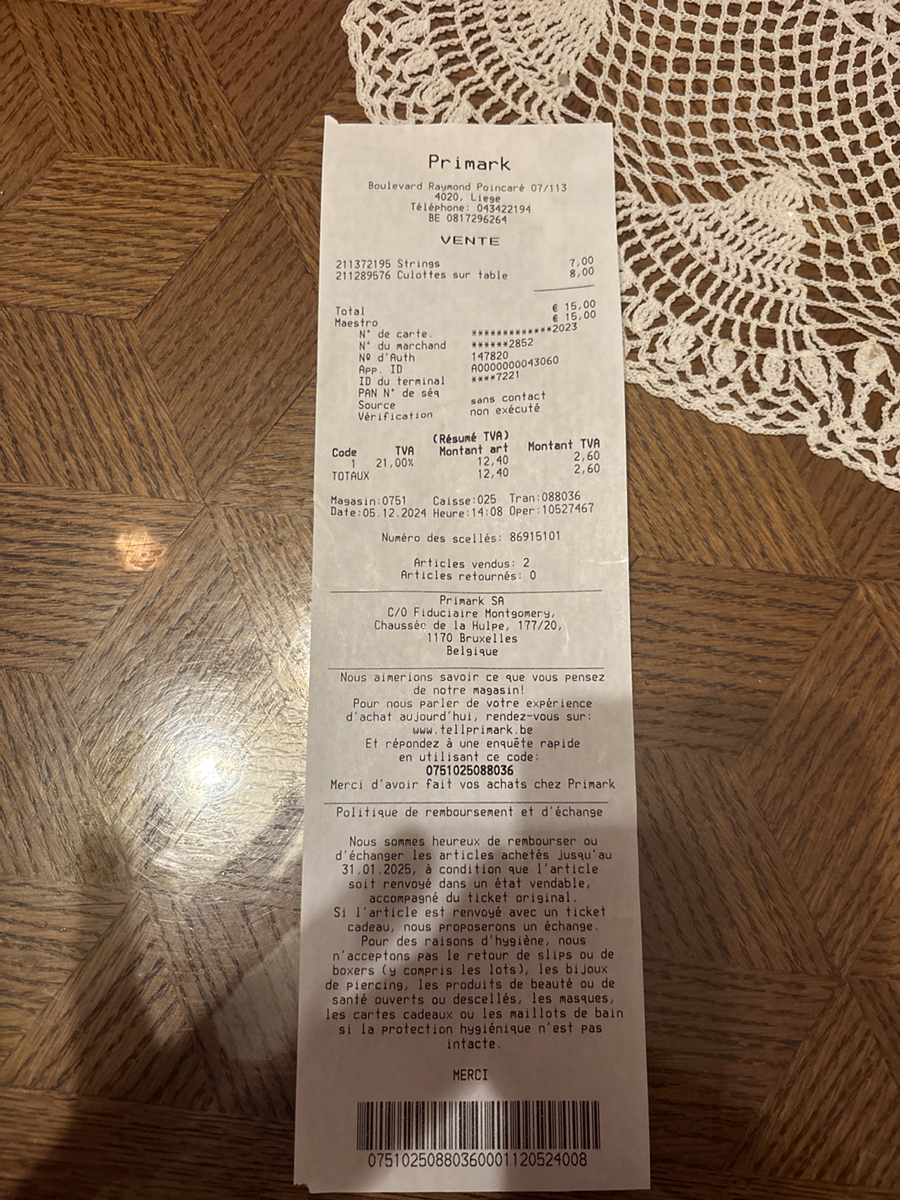 Primark
Boulevard Raymond Poincaré 07/113
4020, Liege
Téléphone: 043422194
BE 0817296264
VENTE
211372195 Strings 7,00
211289576 Culottes sur table 8,00
Total € 15,00
Maestro € 15,00
N° de carte. ************2023
N° du marchand ******2852
Nº d'Auth 147820
App. ID A0000000043060
ID du terminal ****7221
PAN N° de séq
Source sans contact
Vérification non exécuté
(Résumé TVA)
Code TVA Montant art Montant TVA
1 21,00% 12,40 2,60
TOTAUX 12,40 2,60
Magasin:0751 Caisse:025 Tran:088036
Date:05.12.2024 Heure:14:08 Oper:10527467
Numéro des scellés: 86915101
Articles vendus: 2
Articles retournés: 0
Primark SA
C/O Fiduciaire Montgomery,
Chaussée de la Hulpe, 177/20,
1170 Bruxelles
Belgique
Nous aimerions savoir ce que vous pensez
de notre magasin!
Pour nous parler de votre expérience
d'achat aujourd'hui, rendez-vous sur:
www.tellprimark.be
Et répondez à une enquête rapide
en utilisant ce code:
0751025088036
Merci d'avoir fait vos achats chez Primark
Politique de remboursement et d'échange
Nous sommes heureux de rembourser ou
d'échanger les articles achetés jusqu'au
31.01.2025, à condition que l'article
soit renvoyé dans un état vendable,
accompagné du ticket original.
Si l'article est renvoyé avec un ticket
cadeau, nous proposerons un échange.
Pour des raisons d'hygiène, nous
n'acceptons pas le retour de slips ou de
boxers (y compris les lots), les bijoux
de piercing, les produits de beauté ou de
santé ouverts ou descellés, les masques,
les cartes cadeaux ou les maillots de bain
si la protection hygiénique n'est pas
intacte.
MERCI
07510250880360001120524008